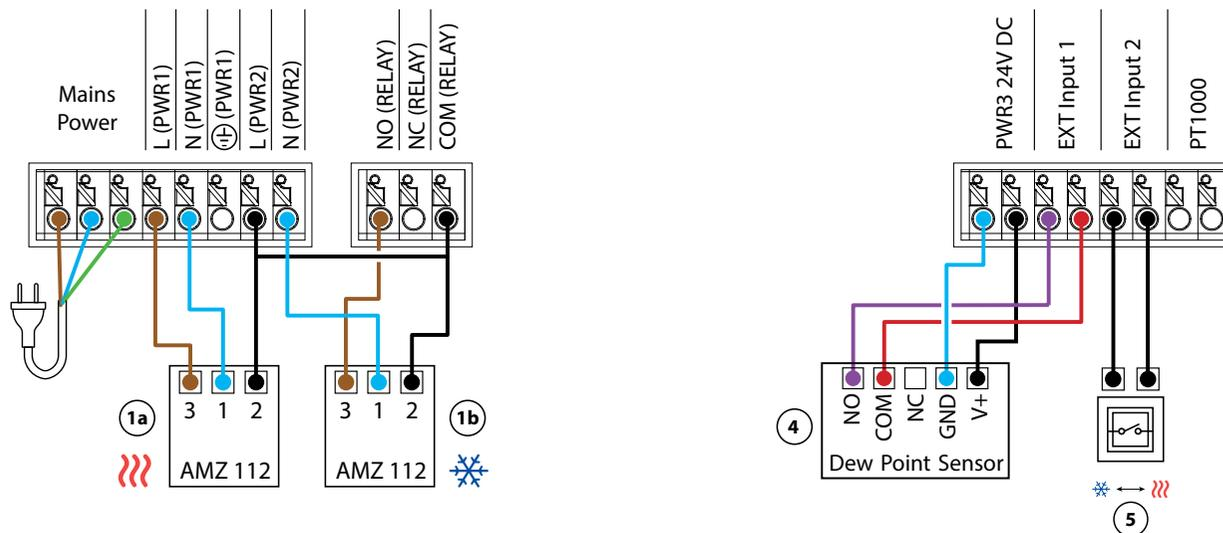 Mains
Power
L (PWR1)
N (PWR1)
(PWR1)
L (PWR2)
N (PWR2)
NO (RELAY)
NC (RELAY)
COM (RELAY)
PWR3 24V DC
EXT Input 1
EXT Input 2
PT1000
1a
3 1 2
AMZ 112
3 1 2
AMZ 112
1b
4
NO
COM
NC
GND
V+
Dew Point Sensor
5